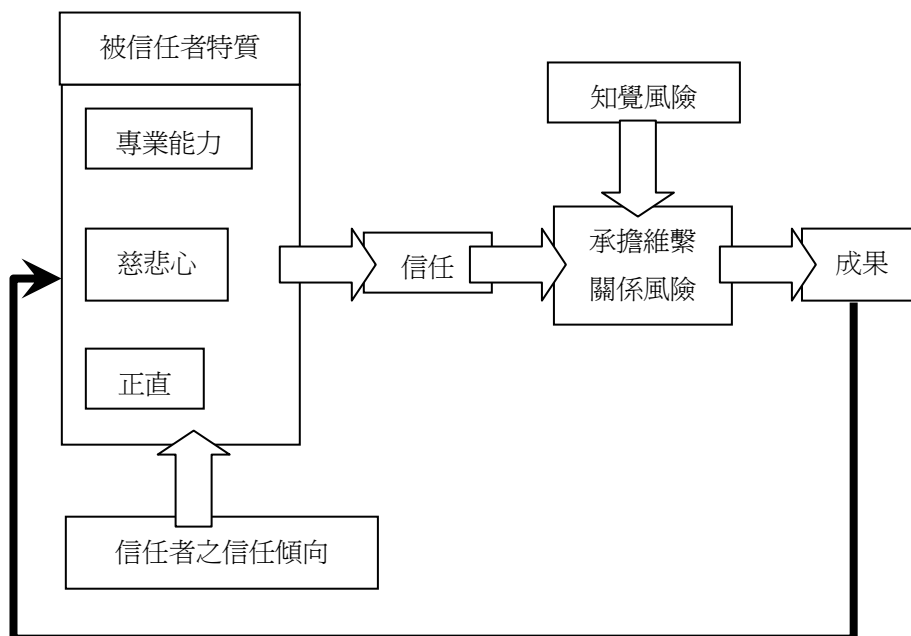 被信任者特質
專業能力
慈悲心
正直
信任者之信任傾向
信任
知覺風險
承擔維繫
關係風險
成果